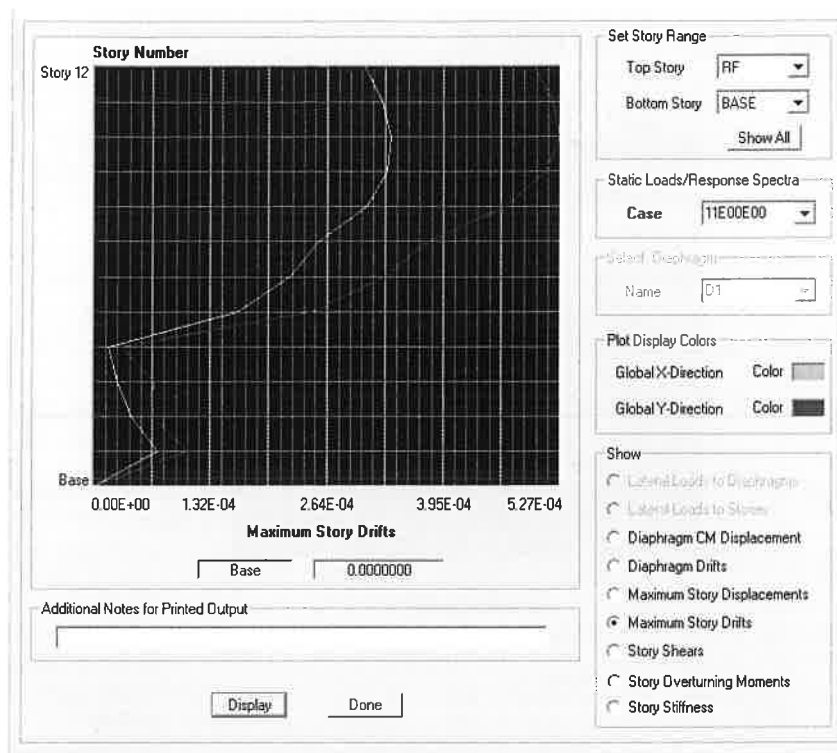 Story Number
Story 12
Base
0.00E+00 1.32E-04 2.64E-04 3.95E-04 5.27E-04
Maximum Story Drifts
Base 0.0000000
Additional Notes for Printed Output
Display Done
Set Story Range
Top Story RF
Bottom Story BASE
Show All
Static Loads/Response Spectra
Case 11E00E00
Select Diaphragm
Name D1
Plot Display Colors
Global X-Direction Color
Global Y-Direction Color
Show
Lateral Loads to Diaphragms
Lateral Loads to Stories
Diaphragm CM Displacement
Diaphragm Drifts
Maximum Story Displacements
Maximum Story Drifts
Story Shears
Story Overturning Moments
Story Stiffness